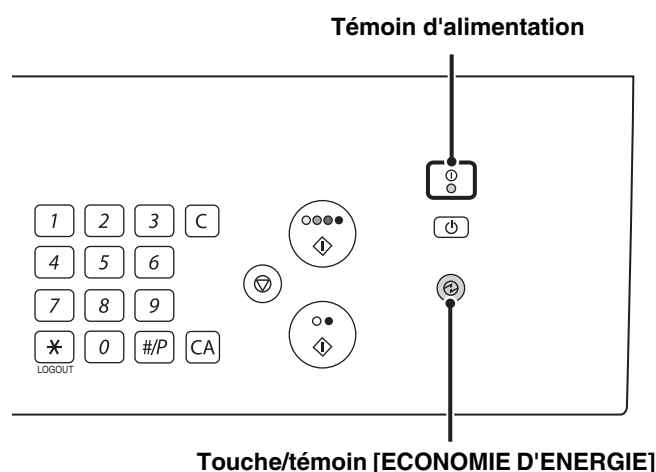 Témoin d'alimentation
1 2 3 C
4 5 6
7 8 9
* 0 #/P CA
LOGOUT
Touche/témoin [ECONOMIE D'ENERGIE]